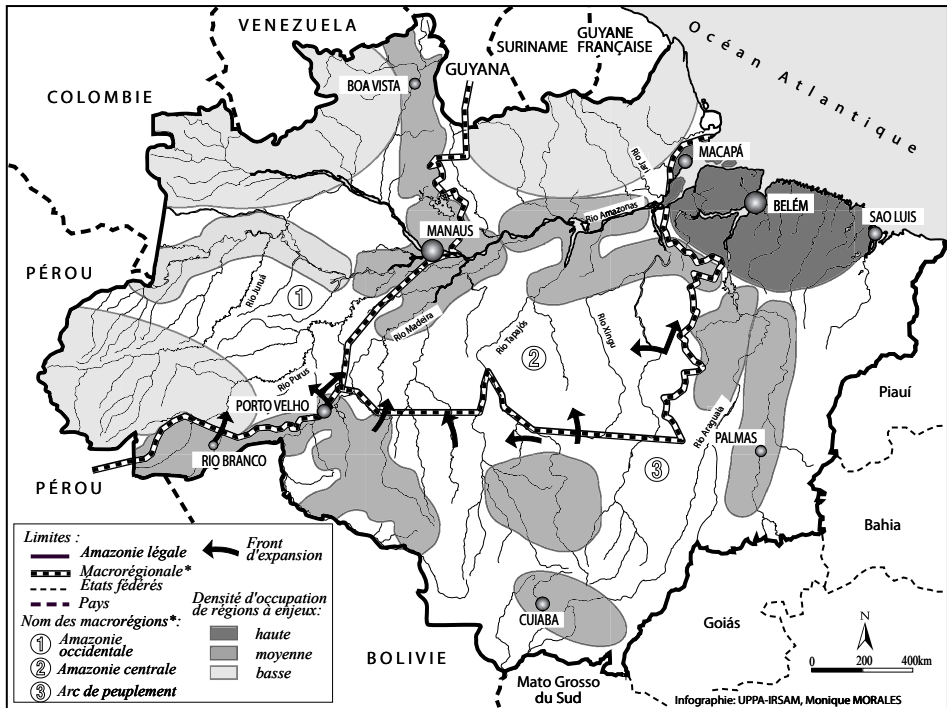 VENEZUELA
SURINAME
GUYANE
FRANÇAISE
GUYANA
Océan Atlantique
COLOMBIE
BOA VISTA
MACAPÁ
Rio Jari
Rio Amazonas
BELÉM
SAO LUIS
MANAUS
PÉROU
Rio Juruá
1
Rio Madeira
Rio Tapajós
Rio Xingu
2
Rio Purus
PORTO VELHO
Piauí
Rio Araguaia
PALMAS
RIO BRANCO
3
PÉROU
Bahia
CUIABA
Goiás
BOLIVIE
Mato Grosso
du Sud
Limites :
Amazonie légale
Macrorégionale*
États fédérés
Pays
Front
d'expansion
Nom des macrorégions*:
1 Amazonie
occidentale
2 Amazonie centrale
3 Arc de peuplement
Densité d'occupation
de régions à enjeux:
haute
moyenne
basse
N
0 200 400km
Infographie: UPPA-IRSAM, Monique MORALES